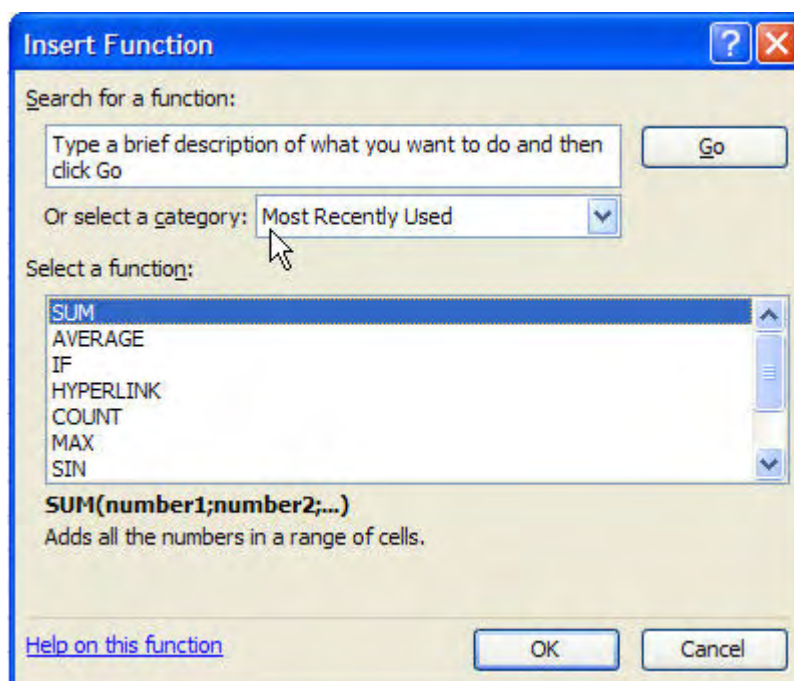 Insert Function
Search for a function:
Type a brief description of what you want to do and then
click Go
Go
Or select a category: Most Recently Used
Select a function:
SUM
AVERAGE
IF
HYPERLINK
COUNT
MAX
SIN
SUM(number1;number2;...)
Adds all the numbers in a range of cells.
Help on this function
OK
Cancel